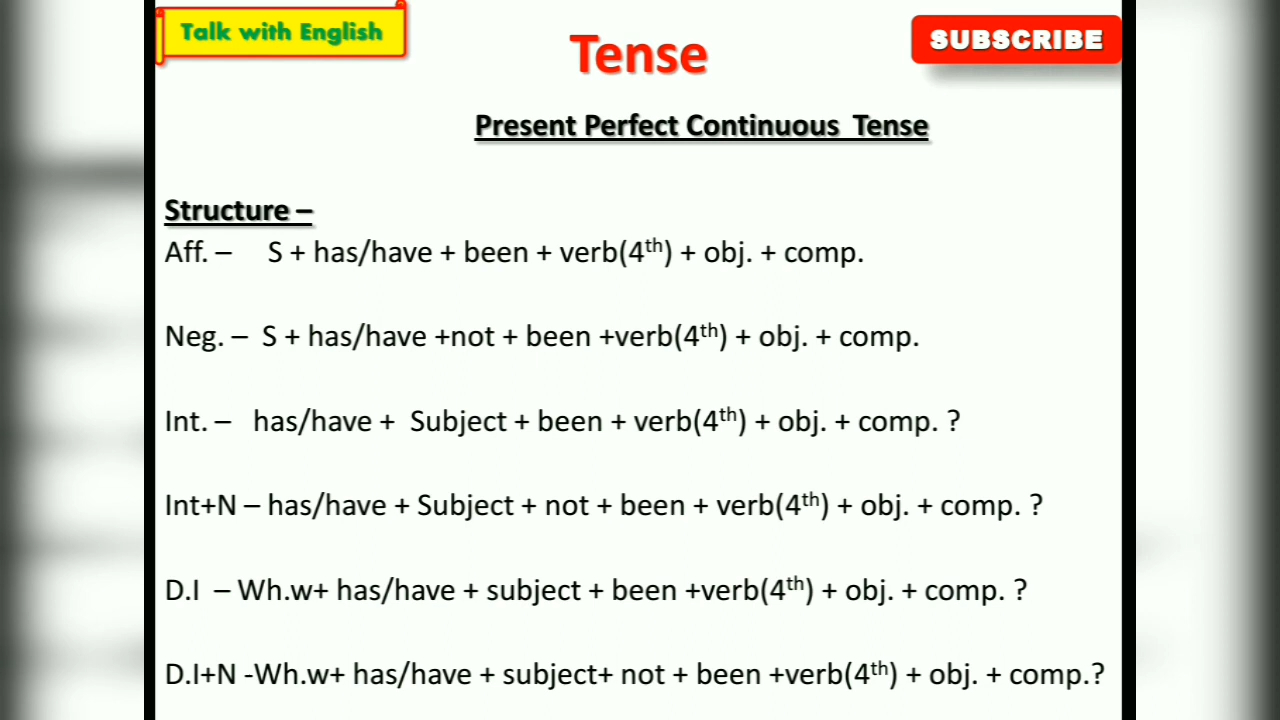 Talk with English
Tense
SUBSCRIBE
Present Perfect Continuous Tense
Structure –
Aff. – S + has/have + been + verb(4th) + obj. + comp.
Neg. – S + has/have +not + been +verb(4th) + obj. + comp.
Int. – has/have + Subject + been + verb(4th) + obj. + comp. ?
Int+N – has/have + Subject + not + been + verb(4th) + obj. + comp. ?
D.I – Wh.w+ has/have + subject + been +verb(4th) + obj. + comp. ?
D.I+N -Wh.w+ has/have + subject+ not + been +verb(4th) + obj. + comp.?